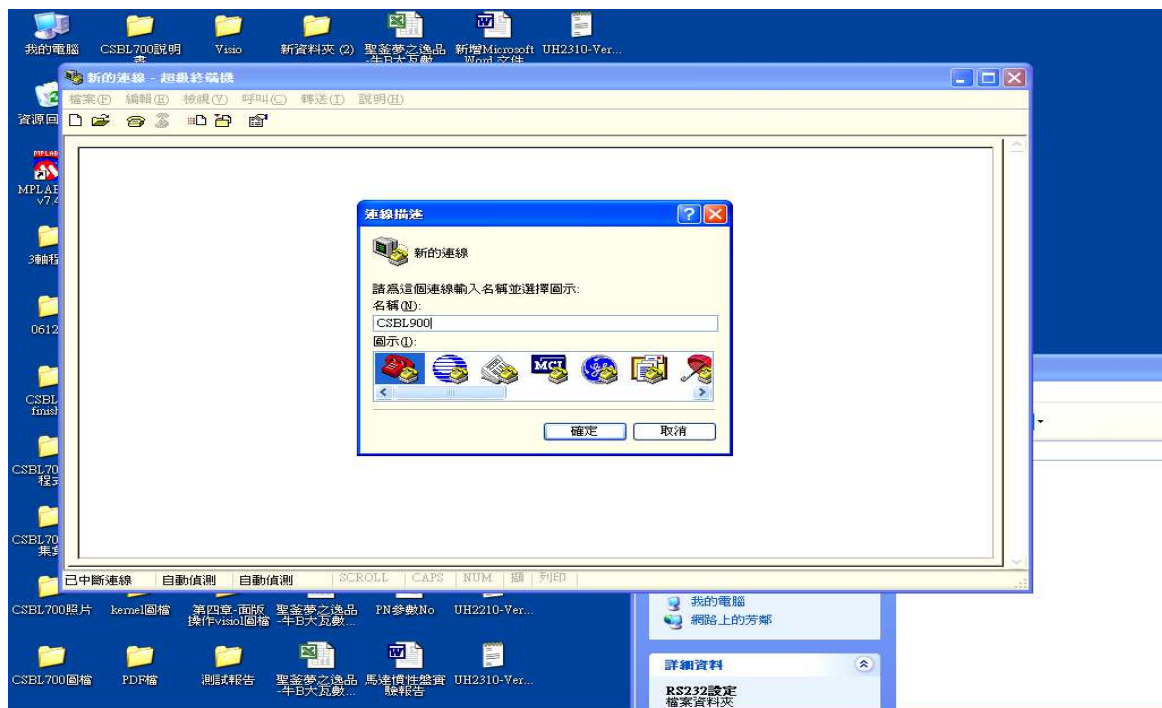 我的電腦
CSBL700說明
書
Visio
新資料夾 (2)
聖荃夢之逸品
-牛B大瓦數
新增Microsoft
Word 文件
UH2310-Ver...
新的連線 - 超級終端機
檔案(F) 編輯(E) 檢視(V) 呼叫(C) 轉送(T) 說明(H)
資源回
MPLAB
v7.4
連線描述
新的連線
請為這個連線輸入名稱並選擇圖示:
名稱(N):
CSBL900
圖示(I):
MCI
確定 取消
0612
CSBL
finish
CSBL70
程式
CSBL70
已中斷連線 自動偵測 自動偵測 SCROLL CAPS NUM 擷 列印
CSBL700照片
kernel圖檔
第四章-面版
操作visio圖檔
聖荃夢之逸品
-牛B大瓦數...
PN參數No
UH2210-Ver...
我的電腦
網路上的芳鄰
CSBL700圖檔
PDF檔
測試報告
聖荃夢之逸品
-牛B大瓦數...
馬達慣性盤實
驗報告
UH2310-Ver...
詳細資料
RS232設定
檔案資料夾